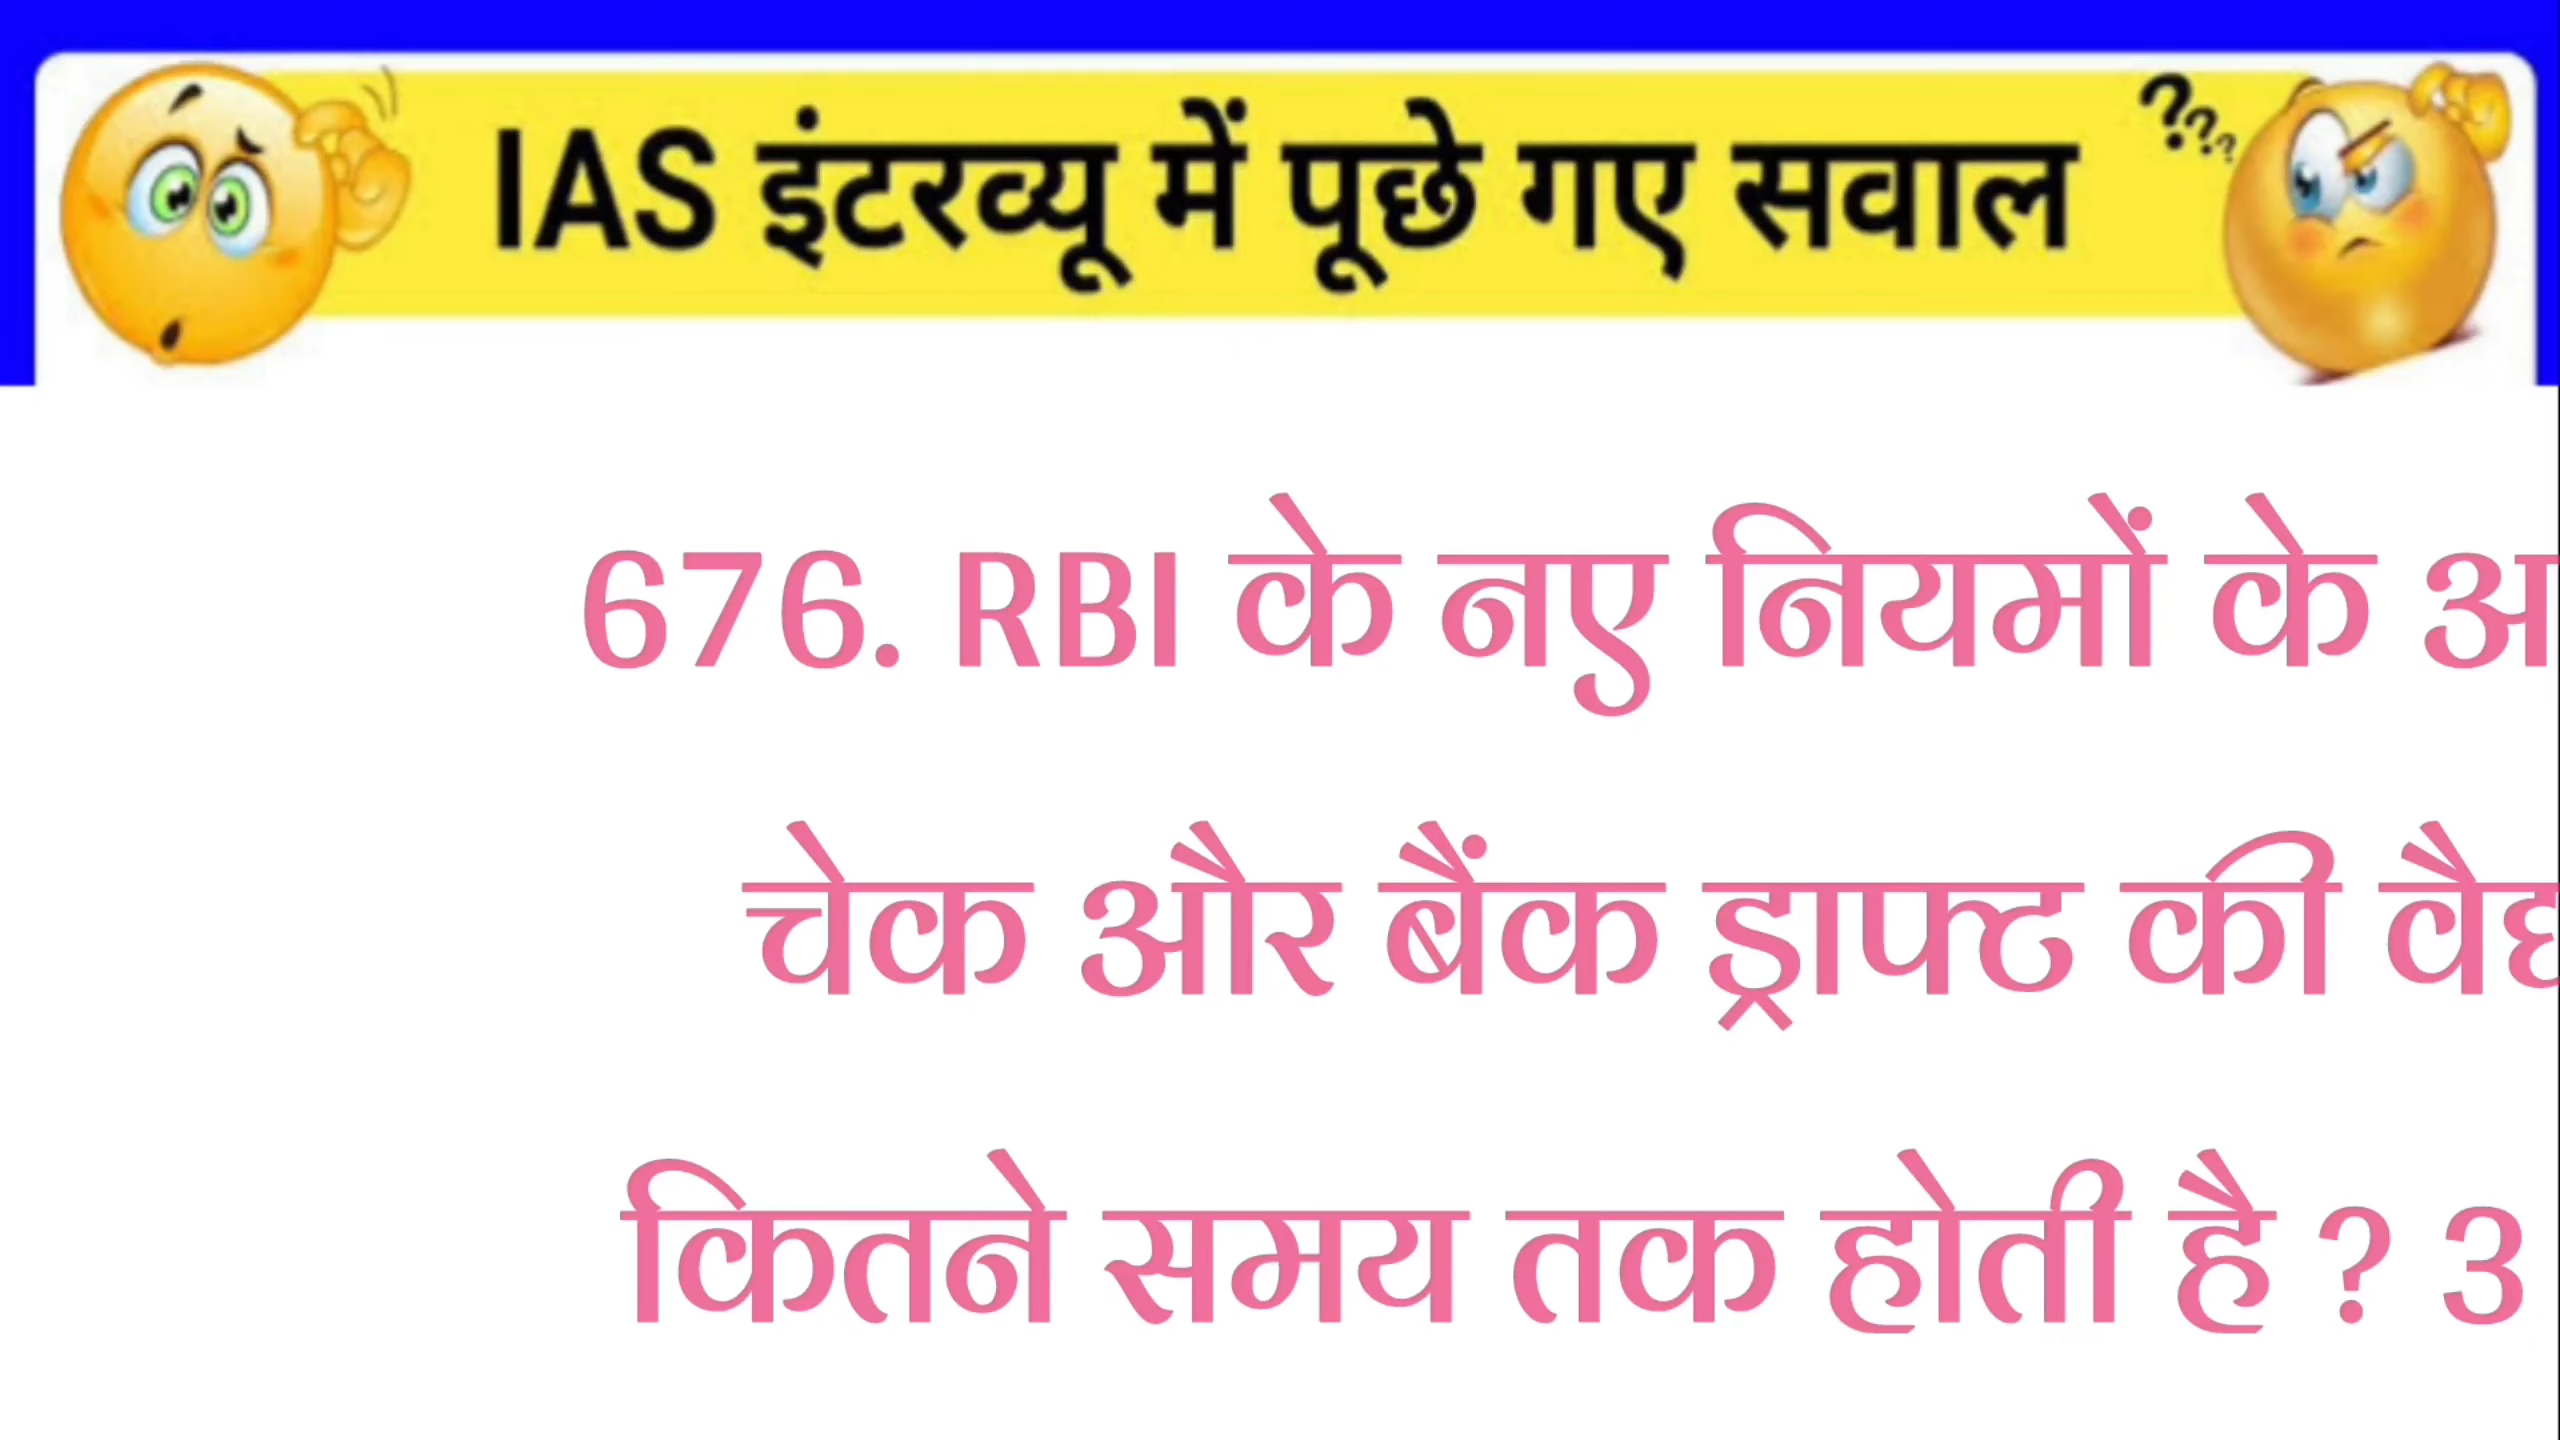 IAS इंटरव्यू में पूछे गए सवाल
???
676. RBI के नए नियमों के अ
चेक और बैंक ड्राफ्ट की
कितने समय तक होती है ? 3